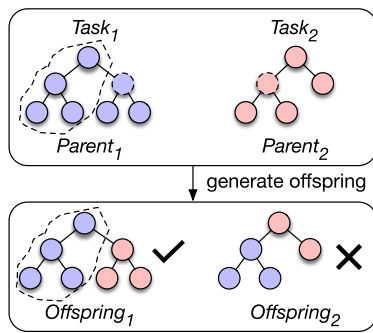 Task1 Task2
Parent1 Parent2
generate offspring
Offspring1 Offspring2